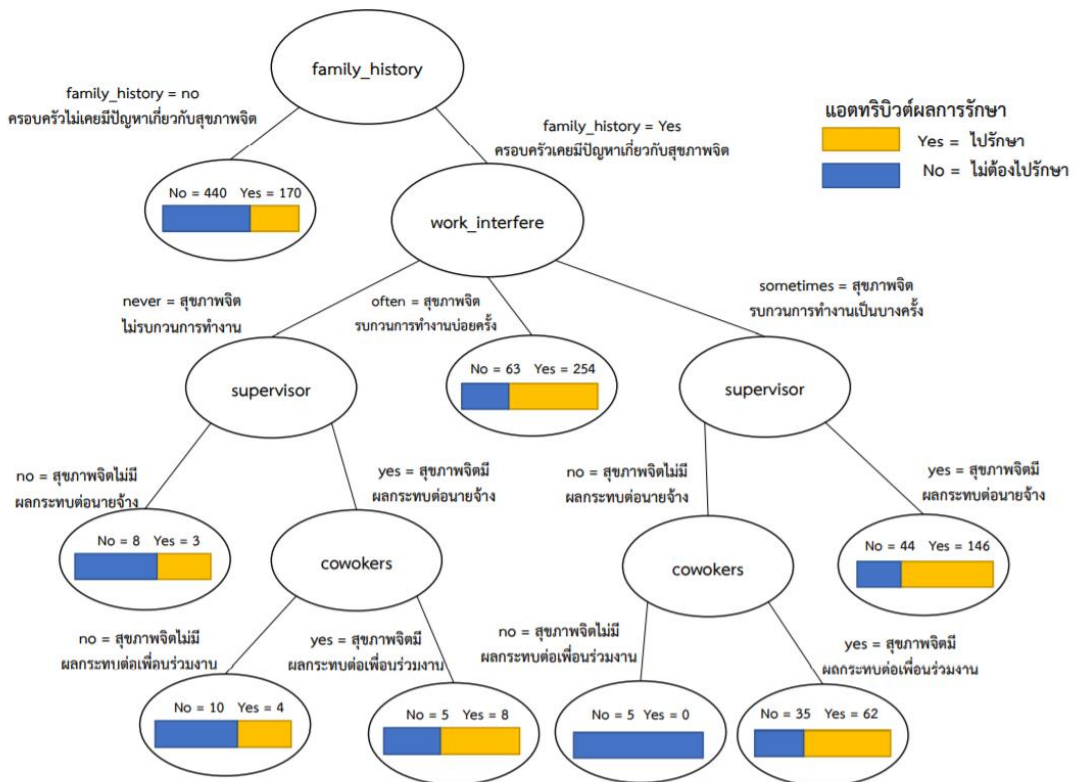 family_history
family_history = no
ครอบครัวไม่เคยมีปัญหาเกี่ยวกับสุขภาพจิต
family_history = Yes
ครอบครัวเคยมีปัญหาเกี่ยวกับสุขภาพจิต
แอตทริบิวต์ผลการรักษา
Yes = ไปรักษา
No = ไม่ต้องไปรักษา
No = 440 Yes = 170
work_interfere
never = สุขภาพจิต
ไม่รบกวนการทำงาน
often = สุขภาพจิต
รบกวนการทำงานบ่อยครั้ง
sometimes = สุขภาพจิต
รบกวนการทำงานเป็นบางครั้ง
supervisor
No = 63 Yes = 254
supervisor
no = สุขภาพจิตไม่มี
ผลกระทบต่อนายจ้าง
yes = สุขภาพจิตมี
ผลกระทบต่อนายจ้าง
no = สุขภาพจิตไม่มี
ผลกระทบต่อนายจ้าง
yes = สุขภาพจิตมี
ผลกระทบต่อนายจ้าง
No = 8 Yes = 3
cowokers
cowokers
No = 44 Yes = 146
no = สุขภาพจิตไม่มี
ผลกระทบต่อเพื่อนร่วมงาน
yes = สุขภาพจิตมี
ผลกระทบต่อเพื่อนร่วมงาน
no = สุขภาพจิตไม่มี
ผลกระทบต่อเพื่อนร่วมงาน
yes = สุขภาพจิตมี
ผลกระทบต่อเพื่อนร่วมงาน
No = 10 Yes = 4
No = 5 Yes = 8
No = 5 Yes = 0
No = 35 Yes = 62